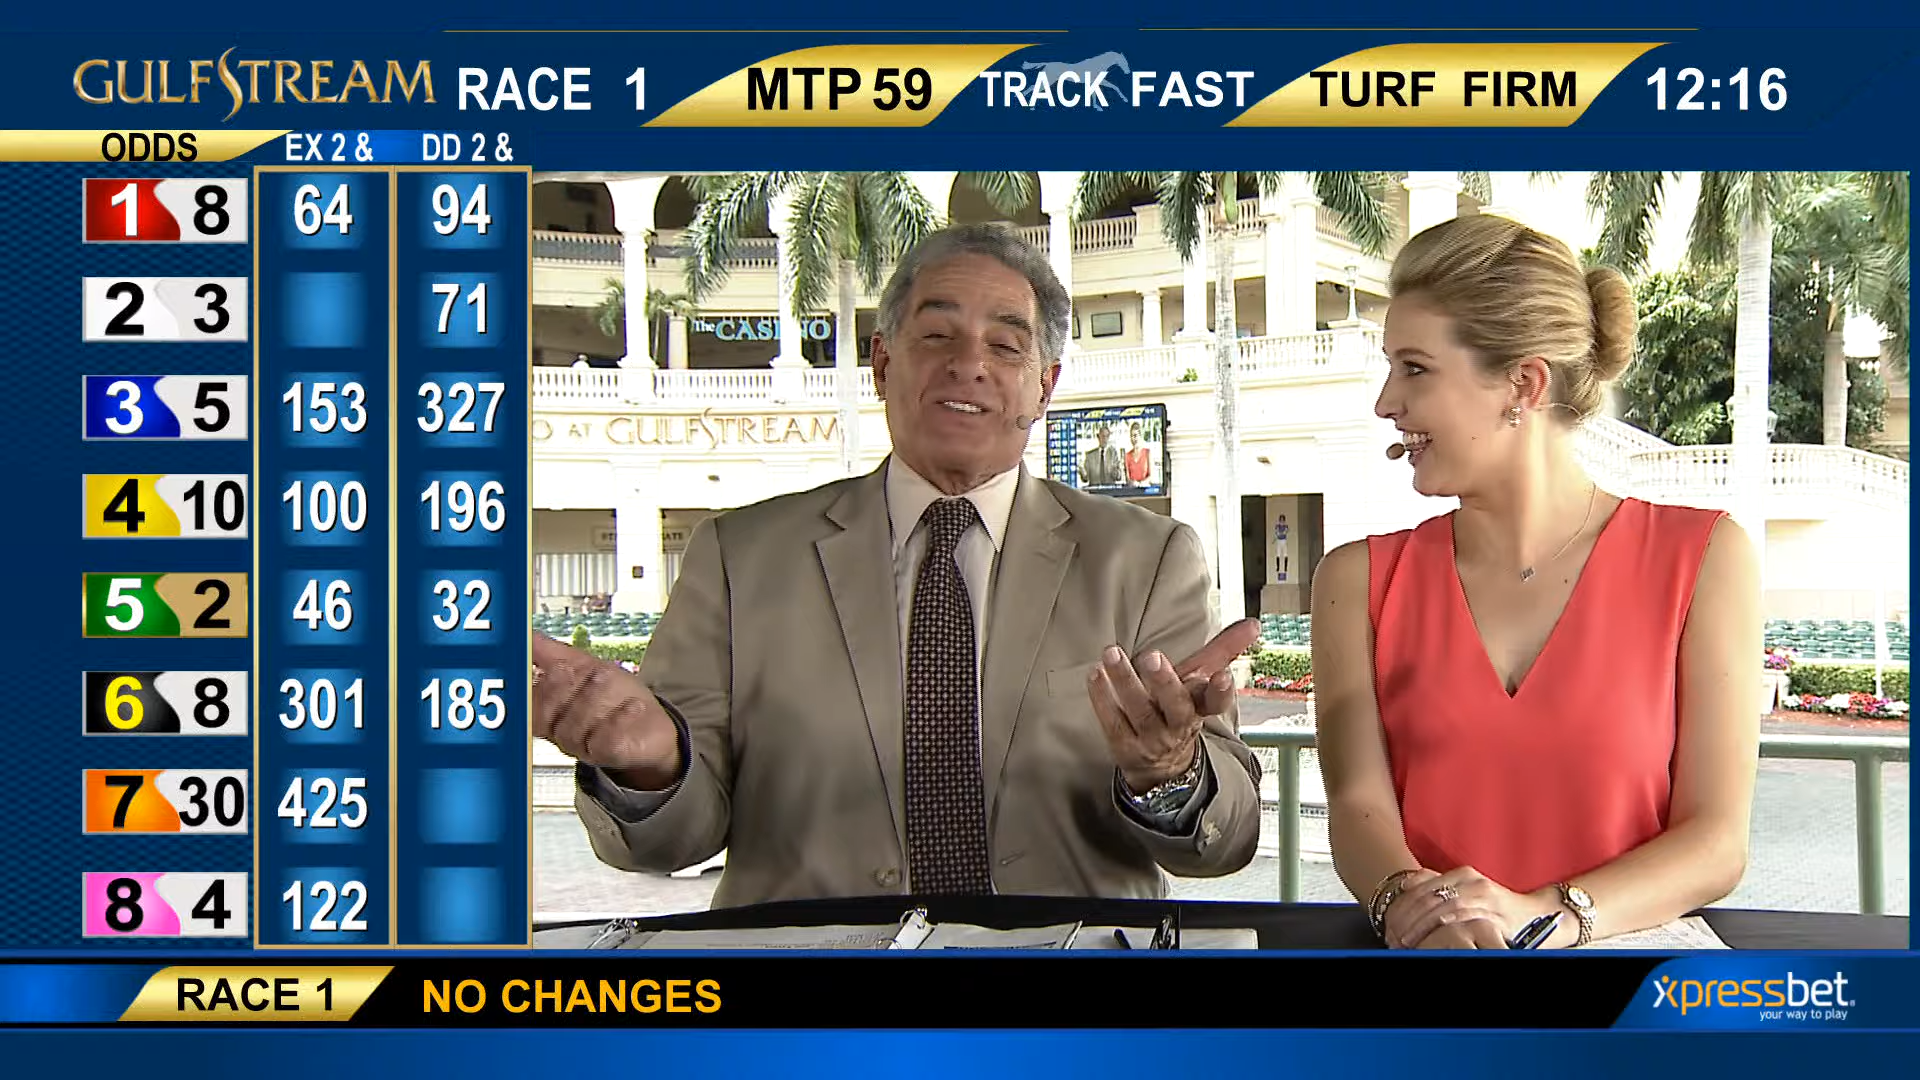 GULFSTREAM RACE 1 MTP 59 TRACK FAST TURF FIRM 12:16
ODDS EX 2 & DD 2 &
1 8 64 94
2 3 71
3 5 153 327
4 10 100 196
5 2 46 32
6 8 301 185
7 30 425
8 4 122
The CASINO
O AT GULFSTREAM
RACE 1 NO CHANGES
xpressbet.
your way to play